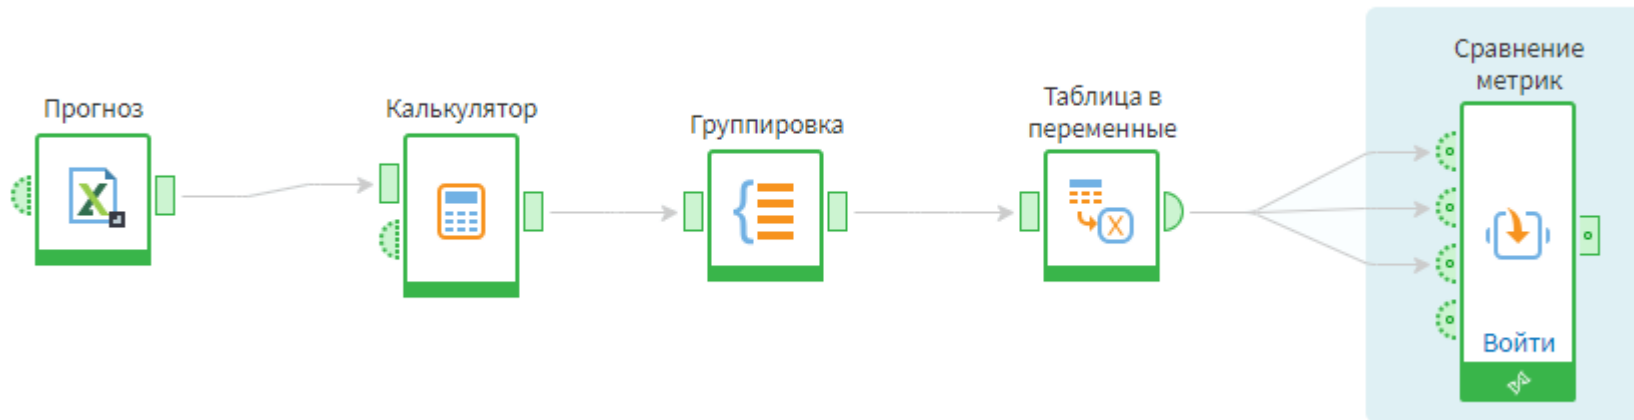 Прогноз
Калькулятор
Группировка
Таблица в
переменные
Сравнение
метрик
Войти